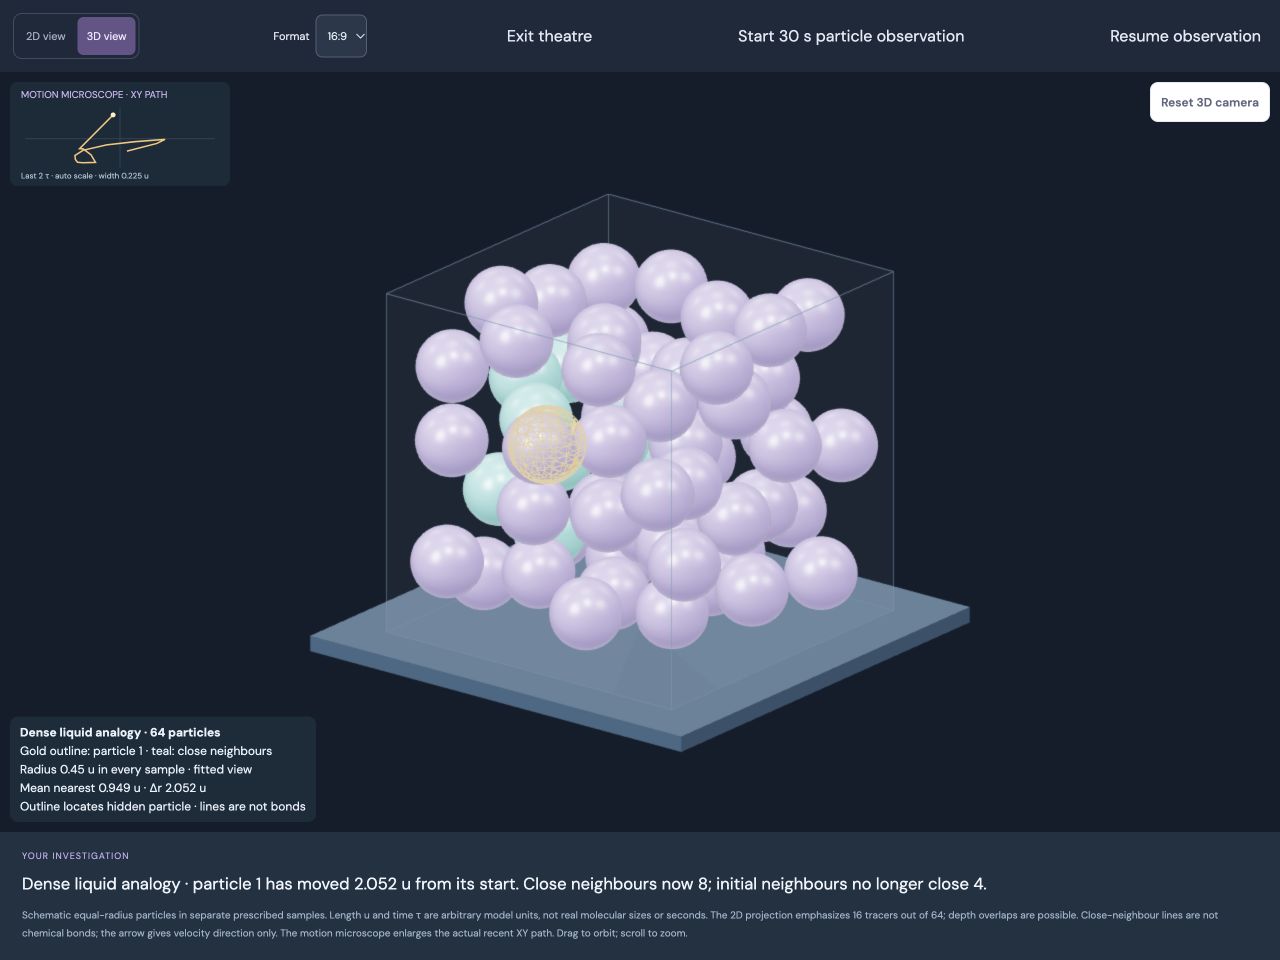 2D view 3D view Format 16:9 Exit theatre Start 30 s particle observation Resume observation
MOTION MICROSCOPE · XY PATH
Last 2 τ · auto scale · width 0.225 u
Reset 3D camera
Dense liquid analogy · 64 particles
Gold outline: particle 1 · teal: close neighbours
Radius 0.45 u in every sample · fitted view
Mean nearest 0.949 u · Δr 2.052 u
Outline locates hidden particle · lines are not bonds
YOUR INVESTIGATION
Dense liquid analogy · particle 1 has moved 2.052 u from its start. Close neighbours now 8; initial neighbours no longer close 4.
Schematic equal-radius particles in separate prescribed samples. Length u and time τ are arbitrary model units, not real molecular sizes or seconds. The 2D projection emphasizes 16 tracers out of 64; depth overlaps are possible. Close-neighbour lines are not
chemical bonds; the arrow gives velocity direction only. The motion microscope enlarges the actual recent XY path. Drag to orbit; scroll to zoom.